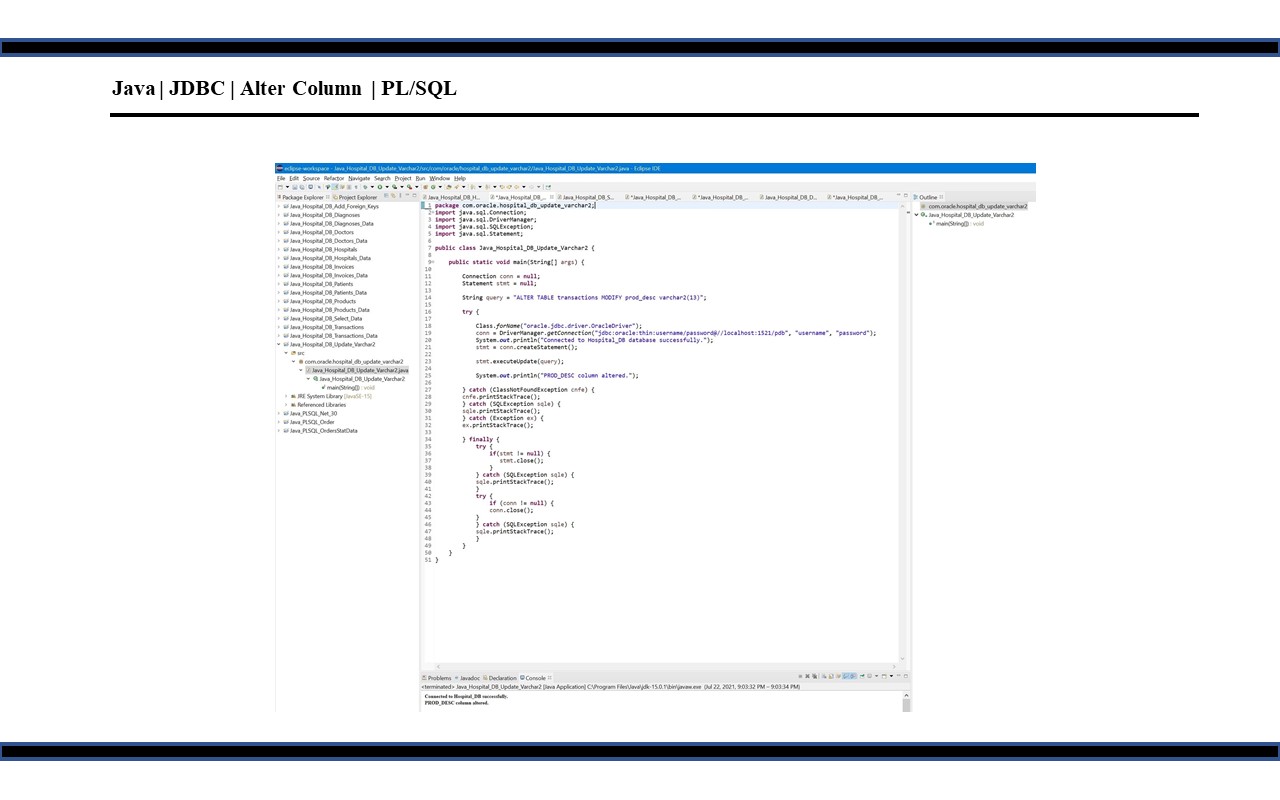 Java | JDBC | Alter Column | PL/SQL
eclipse-workspace - Java_Hospital_DB_Update_Varchar2/src/com/oracle/hospital_db_update_varchar2/Java_Hospital_DB_Update_Varchar2.java - Eclipse IDE
File Edit Source Refactor Navigate Search Project Run Window Help
Package Explorer Project Explorer
Java_Hospital_DB_Add_Foreign_Keys
Java_Hospital_DB_Diagnoses
Java_Hospital_DB_Diagnoses_Data
Java_Hospital_DB_Doctors
Java_Hospital_DB_Doctors_Data
Java_Hospital_DB_Hospitals
Java_Hospital_DB_Hospitals_Data
Java_Hospital_DB_Invoices
Java_Hospital_DB_Invoices_Data
Java_Hospital_DB_Patients
Java_Hospital_DB_Patients_Data
Java_Hospital_DB_Products
Java_Hospital_DB_Products_Data
Java_Hospital_DB_Select_Data
Java_Hospital_DB_Transactions
Java_Hospital_DB_Transactions_Data
Java_Hospital_DB_Update_Varchar2
src
com.oracle.hospital_db_update_varchar2
Java_Hospital_DB_Update_Varchar2.java
Java_Hospital_DB_Update_Varchar2
main(String[]) : void
JRE System Library [JavaSE-15]
Referenced Libraries
Java_PLSQL_Net_30
Java_PLSQL_Order
Java_PLSQL_OrdersStatData
Java_Hospital_DB_H... *Java_Hospital_DB_... Java_Hospital_DB_S... *Java_Hospital_DB_... *Java_Hospital_DB_... Java_Hospital_DB_D... *Java_Hospital_DB_...
1 package com.oracle.hospital_db_update_varchar2;
2 import java.sql.Connection;
3 import java.sql.DriverManager;
4 import java.sql.SQLException;
5 import java.sql.Statement;
6
7 public class Java_Hospital_DB_Update_Varchar2 {
8
9 public static void main(String[] args) {
10
11 Connection conn = null;
12 Statement stmt = null;
13
14 String query = "ALTER TABLE transactions MODIFY prod_desc varchar2(13)";
15
16 try {
17
18 Class.forName("oracle.jdbc.driver.OracleDriver");
19 conn = DriverManager.getConnection("jdbc:oracle:thin:username/password@//localhost:1521/pdb", "username", "password");
20 System.out.println("Connected to Hospital_DB database successfully.");
21 stmt = conn.createStatement();
22
23 stmt.executeUpdate(query);
24
25 System.out.println("PROD_DESC column altered.");
26
27 } catch (ClassNotFoundException cnfe) {
28 cnfe.printStackTrace();
29 } catch (SQLException sqle) {
30 sqle.printStackTrace();
31 } catch (Exception ex) {
32 ex.printStackTrace();
33
34 } finally {
35 try {
36 if(stmt != null) {
37 stmt.close();
38 }
39 } catch (SQLException sqle) {
40 sqle.printStackTrace();
41 }
42 try {
43 if (conn != null) {
44 conn.close();
45 }
46 } catch (SQLException sqle) {
47 sqle.printStackTrace();
48 }
49 }
50 }
51 }
Outline
com.oracle.hospital_db_update_varchar2
Java_Hospital_DB_Update_Varchar2
main(String[]) : void
Problems Javadoc Declaration Console
<terminated> Java_Hospital_DB_Update_Varchar2 [Java Application] C:\Program Files\Java\jdk-15.0.1\bin\javaw.exe (Jul 22, 2021, 9:03:32 PM – 9:03:34 PM)
Connected to Hospital_DB successfully.
PROD_DESC column altered.